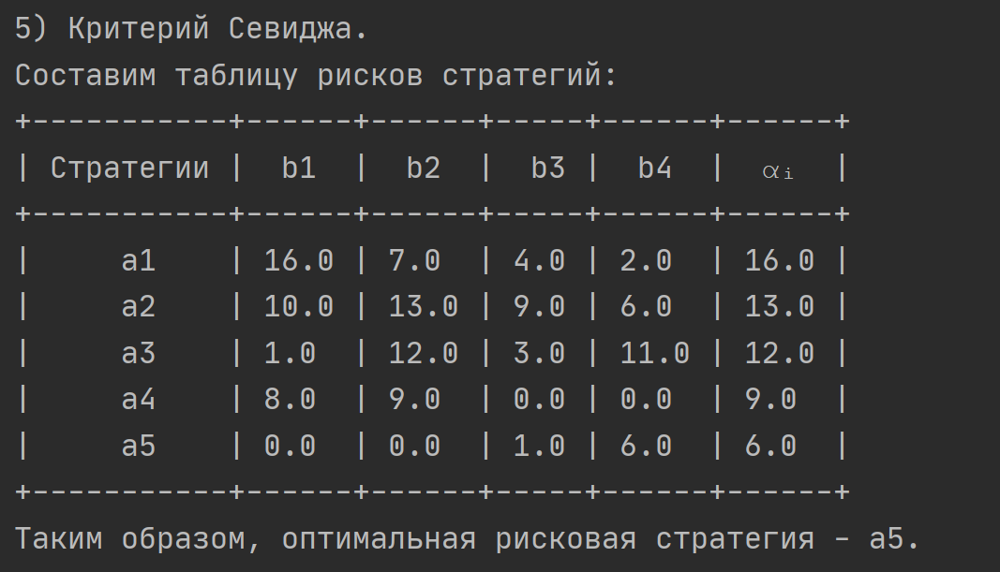 5) Критерий Севиджа.
Составим таблицу рисков стратегий:
+-----------+------+------+-----+------+------+
| Стратегии |  b1  |  b2  |  b3 |  b4  |  αᵢ  |
+-----------+------+------+-----+------+------+
|     a1    | 16.0 | 7.0  | 4.0 | 2.0  | 16.0 |
|     a2    | 10.0 | 13.0 | 9.0 | 6.0  | 13.0 |
|     a3    | 1.0  | 12.0 | 3.0 | 11.0 | 12.0 |
|     a4    | 8.0  | 9.0  | 0.0 | 0.0  | 9.0  |
|     a5    | 0.0  | 0.0  | 1.0 | 6.0  | 6.0  |
+-----------+------+------+-----+------+------+
Таким образом, оптимальная рисковая стратегия - a5.